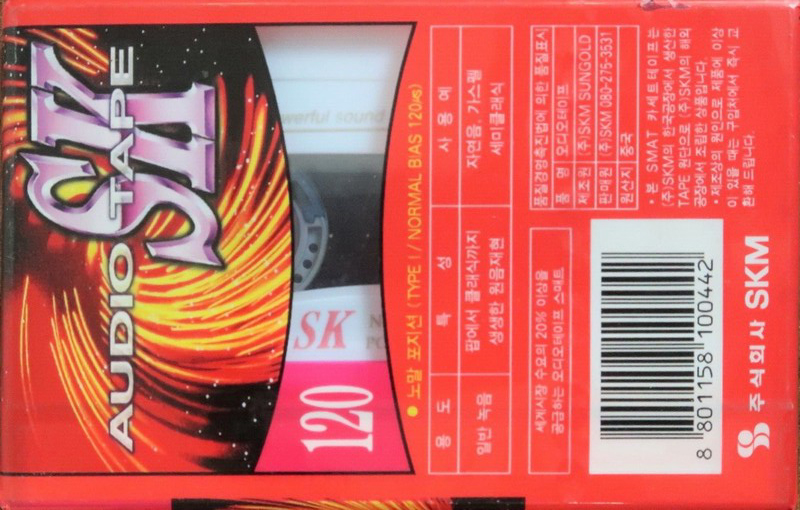 SKII
AUDIO TAPE
powerful sound
SK
120
● 노말 포지션 (TYPE I / NORMAL BIAS 120㎲)
용 도
특 성
사 용 예
일반 녹음
팝에서 클래식까지
생생한 원음재현
자연음, 가스펠
세미클래식
세계시장 수요의 20% 이상을
공급하는 오디오테이프 스매트
품질경영촉진법에 의한 품질표시
품 명
오디오테이프
제조원
(주)SKM SUNGOLD
판매원
(주)SKM 080-275-3531
원산지
중국
• 본 SMAT 카세트테이프는
(주)SKM의 한국공장에서 생산한
TAPE 원단으로 (주)SKM의 해외
공장에서 조립한 상품입니다.
• 제조상의 원인으로 제품에 이상
이 있을 때는 구입처에서 즉시 교
환해 드립니다.
8 801158 100442
주식회사 SKM